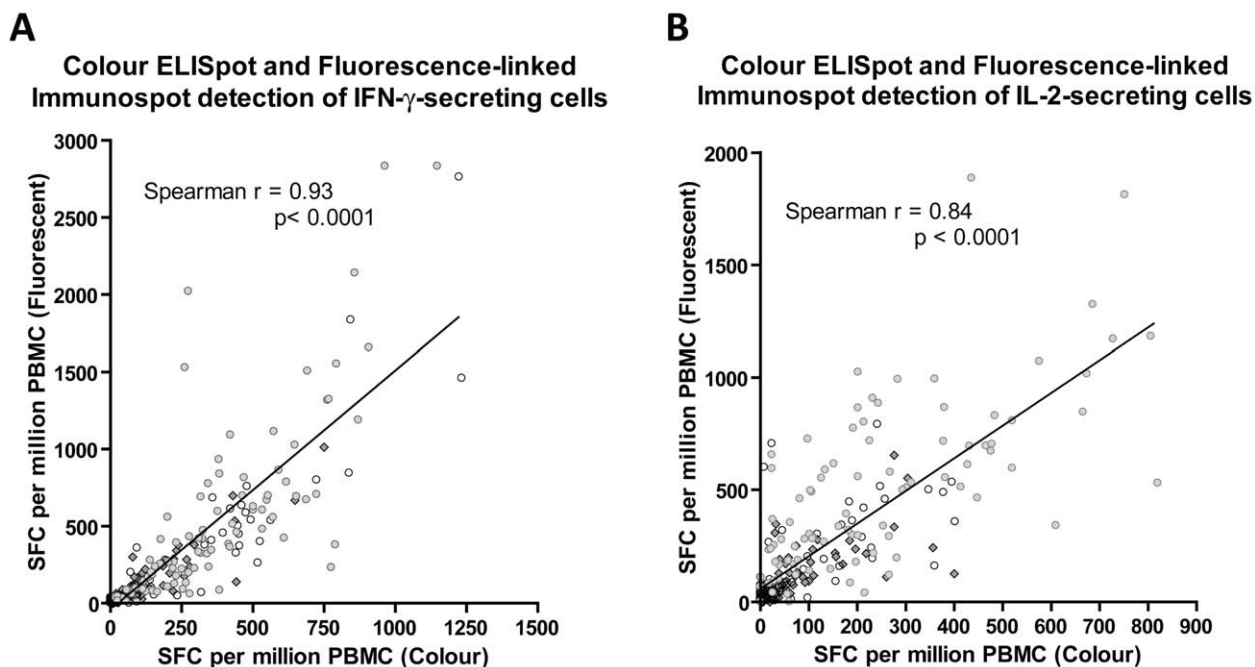 A
Colour ELISpot and Fluorescence-linked
Immunospot detection of IFN-γ-secreting cells
SFC per million PBMC (Fluorescent)
3000
2500
2000
1500
1000
500
0
Spearman r = 0.93
p< 0.0001
0 250 500 750 1000 1250 1500
SFC per million PBMC (Colour)
B
Colour ELISpot and Fluorescence-linked
Immunospot detection of IL-2-secreting cells
SFC per million PBMC (Fluorescent)
2000
1500
1000
500
0
Spearman r = 0.84
p < 0.0001
0 100 200 300 400 500 600 700 800 900
SFC per million PBMC (Colour)